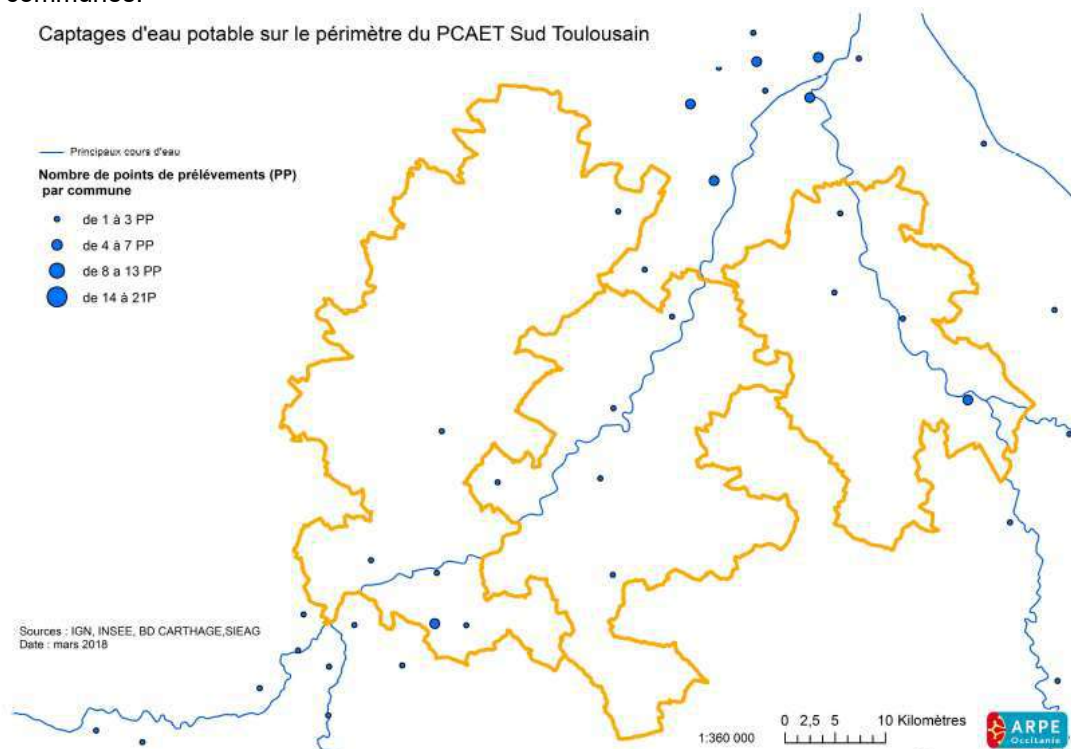 Captages d'eau potable sur le périmètre du PCAET Sud Toulousain
Principaux cours d'eau
Nombre de points de prélévements (PP)
par commune
de 1 à 3 PP
de 4 à 7 PP
de 8 a 13 PP
de 14 à 21P
Sources : IGN, INSEE, BD CARTHAGE,SIEAG
Date : mars 2018
1:360 000
0 2,5 5 10 Kilomètres
ARPE
Occitanie